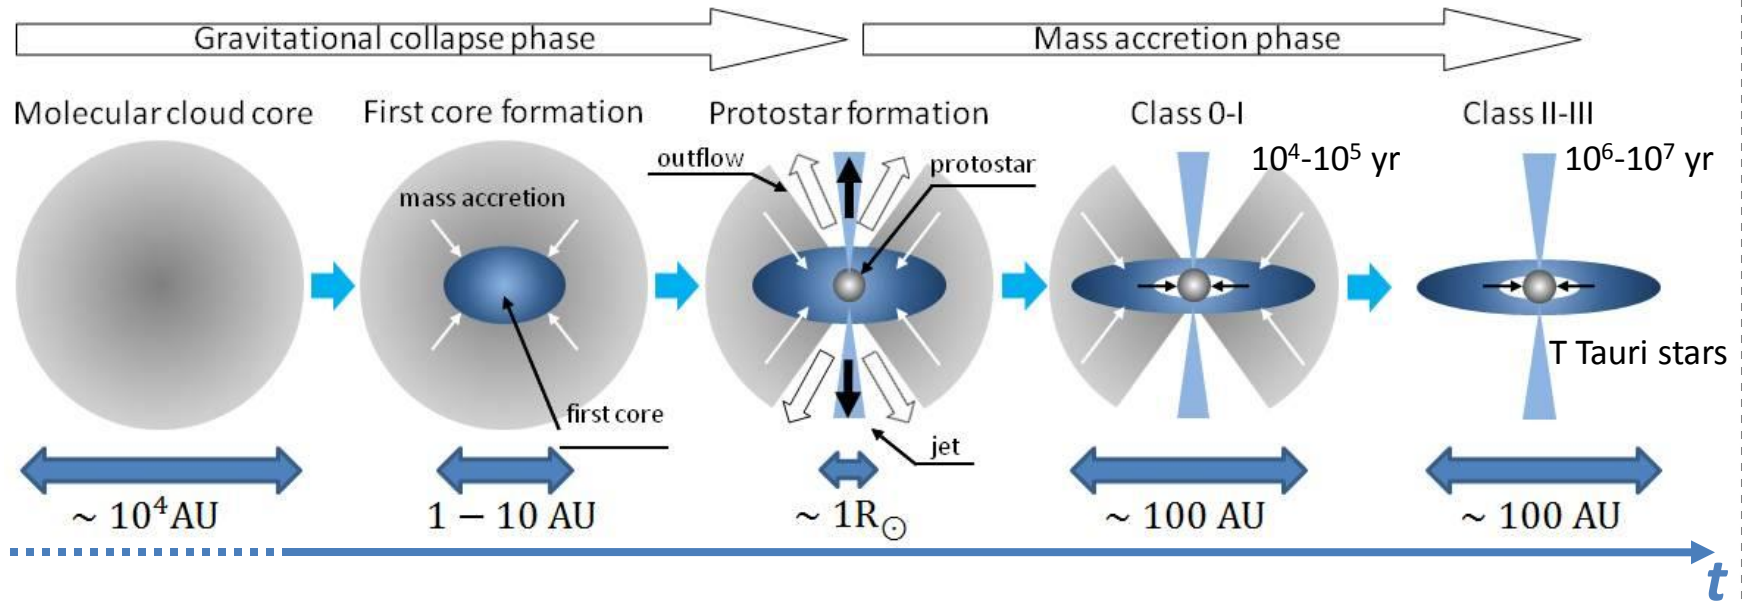 Gravitational collapse phase
Mass accretion phase
Molecular cloud core
First core formation
Protostar formation
Class 0-I
Class II-III
outflow
protostar
10⁴-10⁵ yr
10⁶-10⁷ yr
mass accretion
T Tauri stars
first core
jet
~ 10⁴AU
1 − 10 AU
~ 1R☉
~ 100 AU
~ 100 AU
t